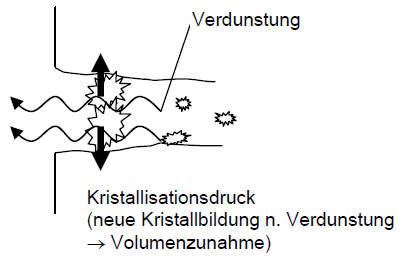 Verdunstung
Kristallisationsdruck
(neue Kristallbildung n. Verdunstung
→ Volumenzunahme)